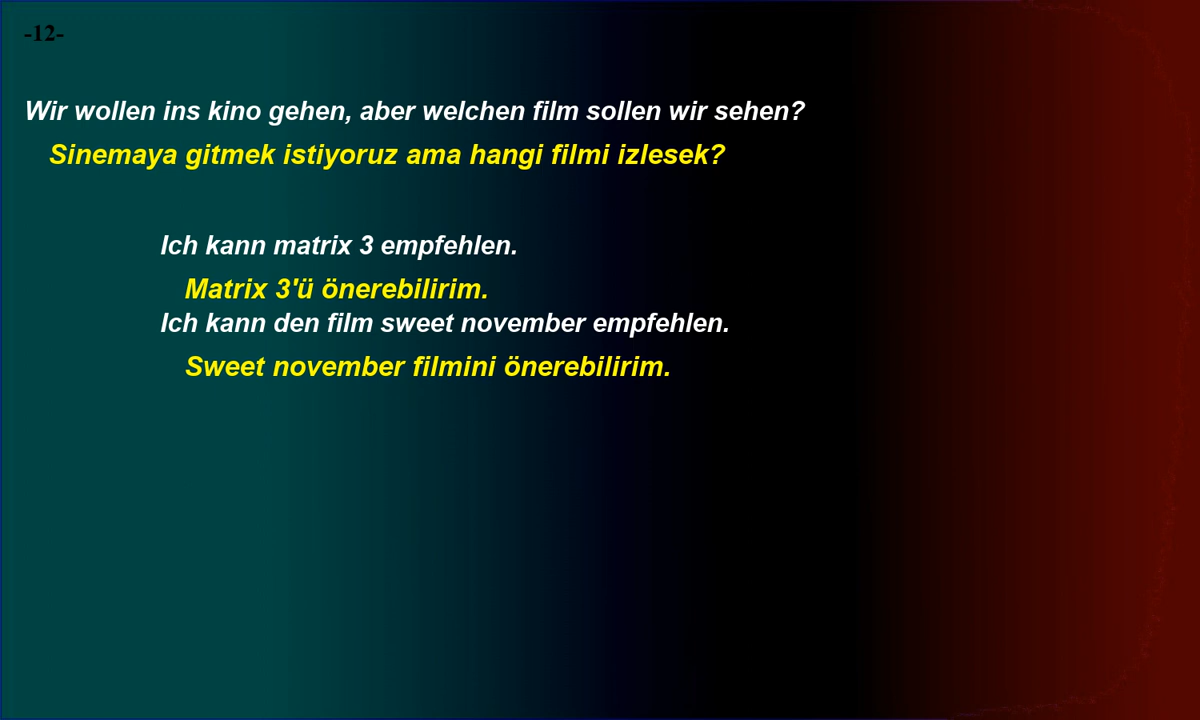 -12-
Wir wollen ins kino gehen, aber welchen film sollen wir sehen?
Sinemaya gitmek istiyoruz ama hangi filmi izlesek?
Ich kann matrix 3 empfehlen.
Matrix 3'ü önerebilirim.
Ich kann den film sweet november empfehlen.
Sweet november filmini önerebilirim.